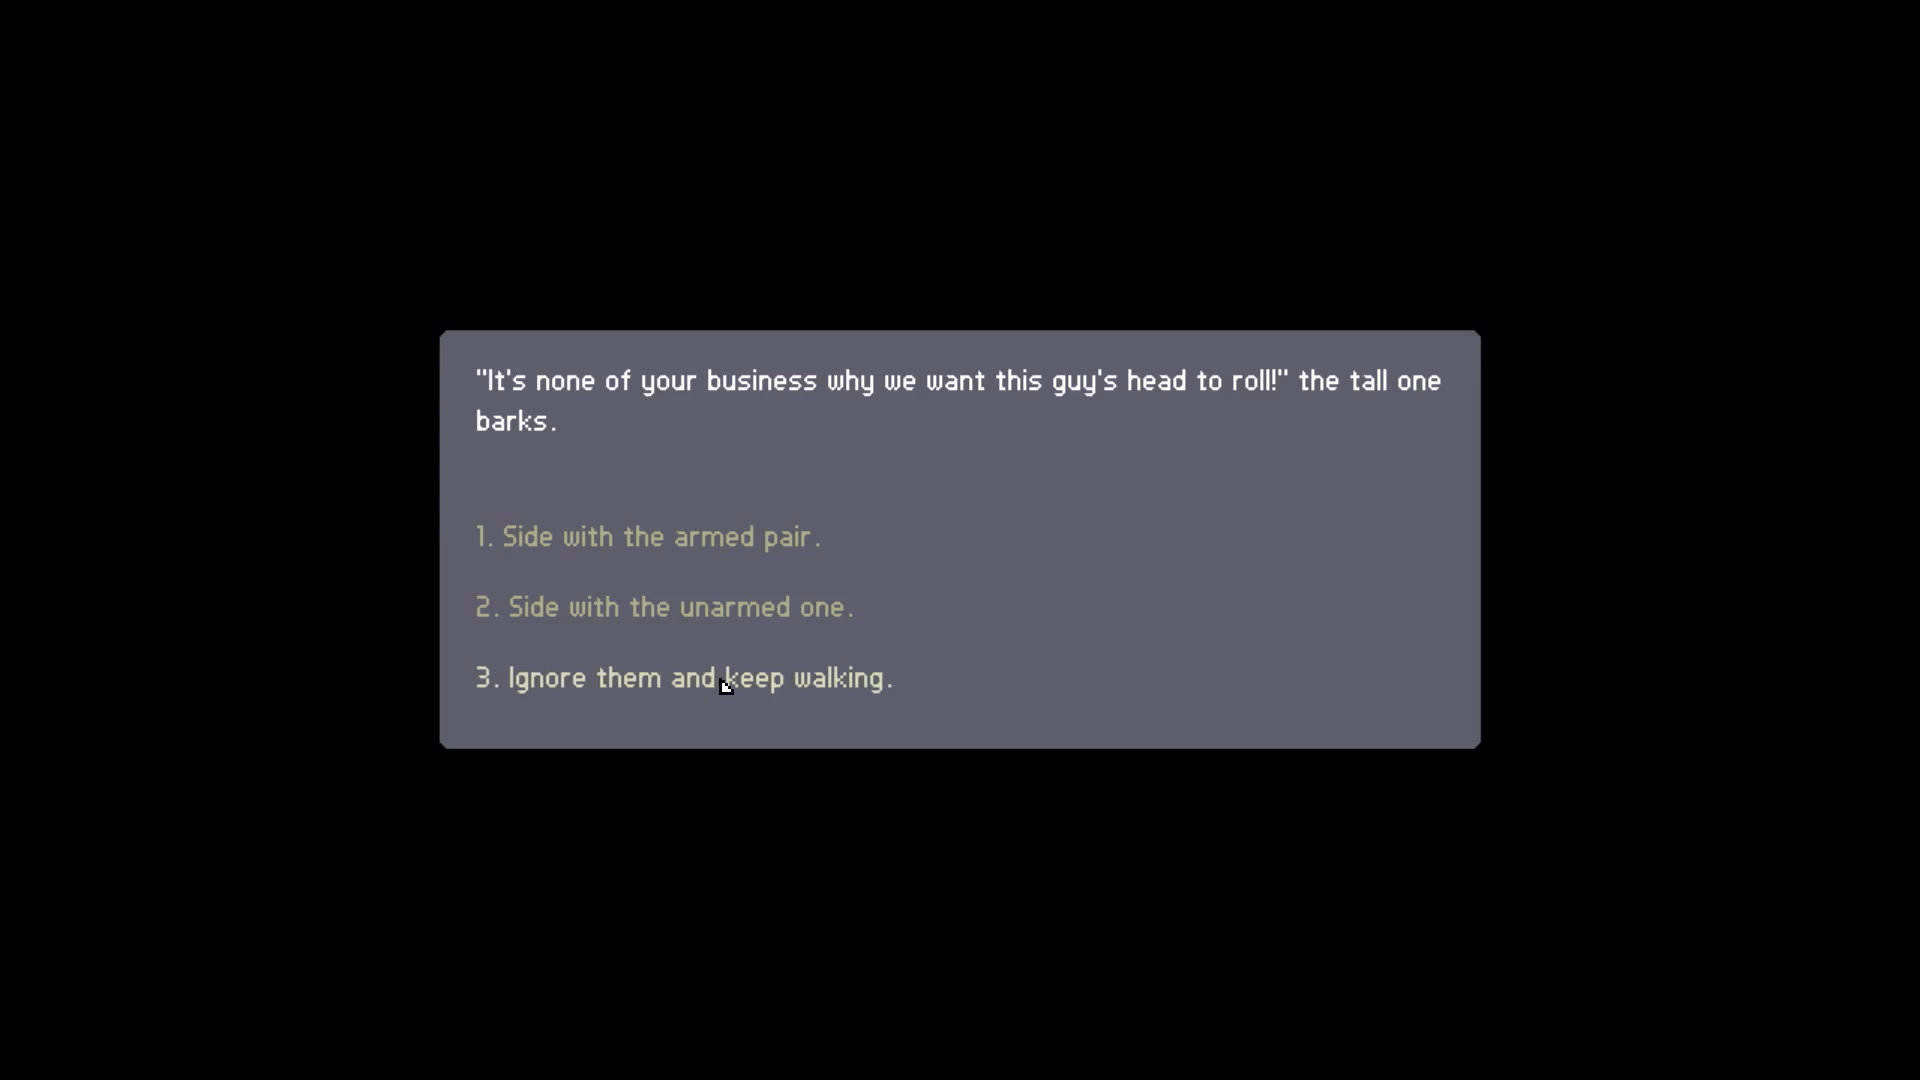 "It's none of your business why we want this guy's head to roll!" the tall one
barks.
1. Side with the armed pair.
2. Side with the unarmed one.
3. Ignore them and keep walking.